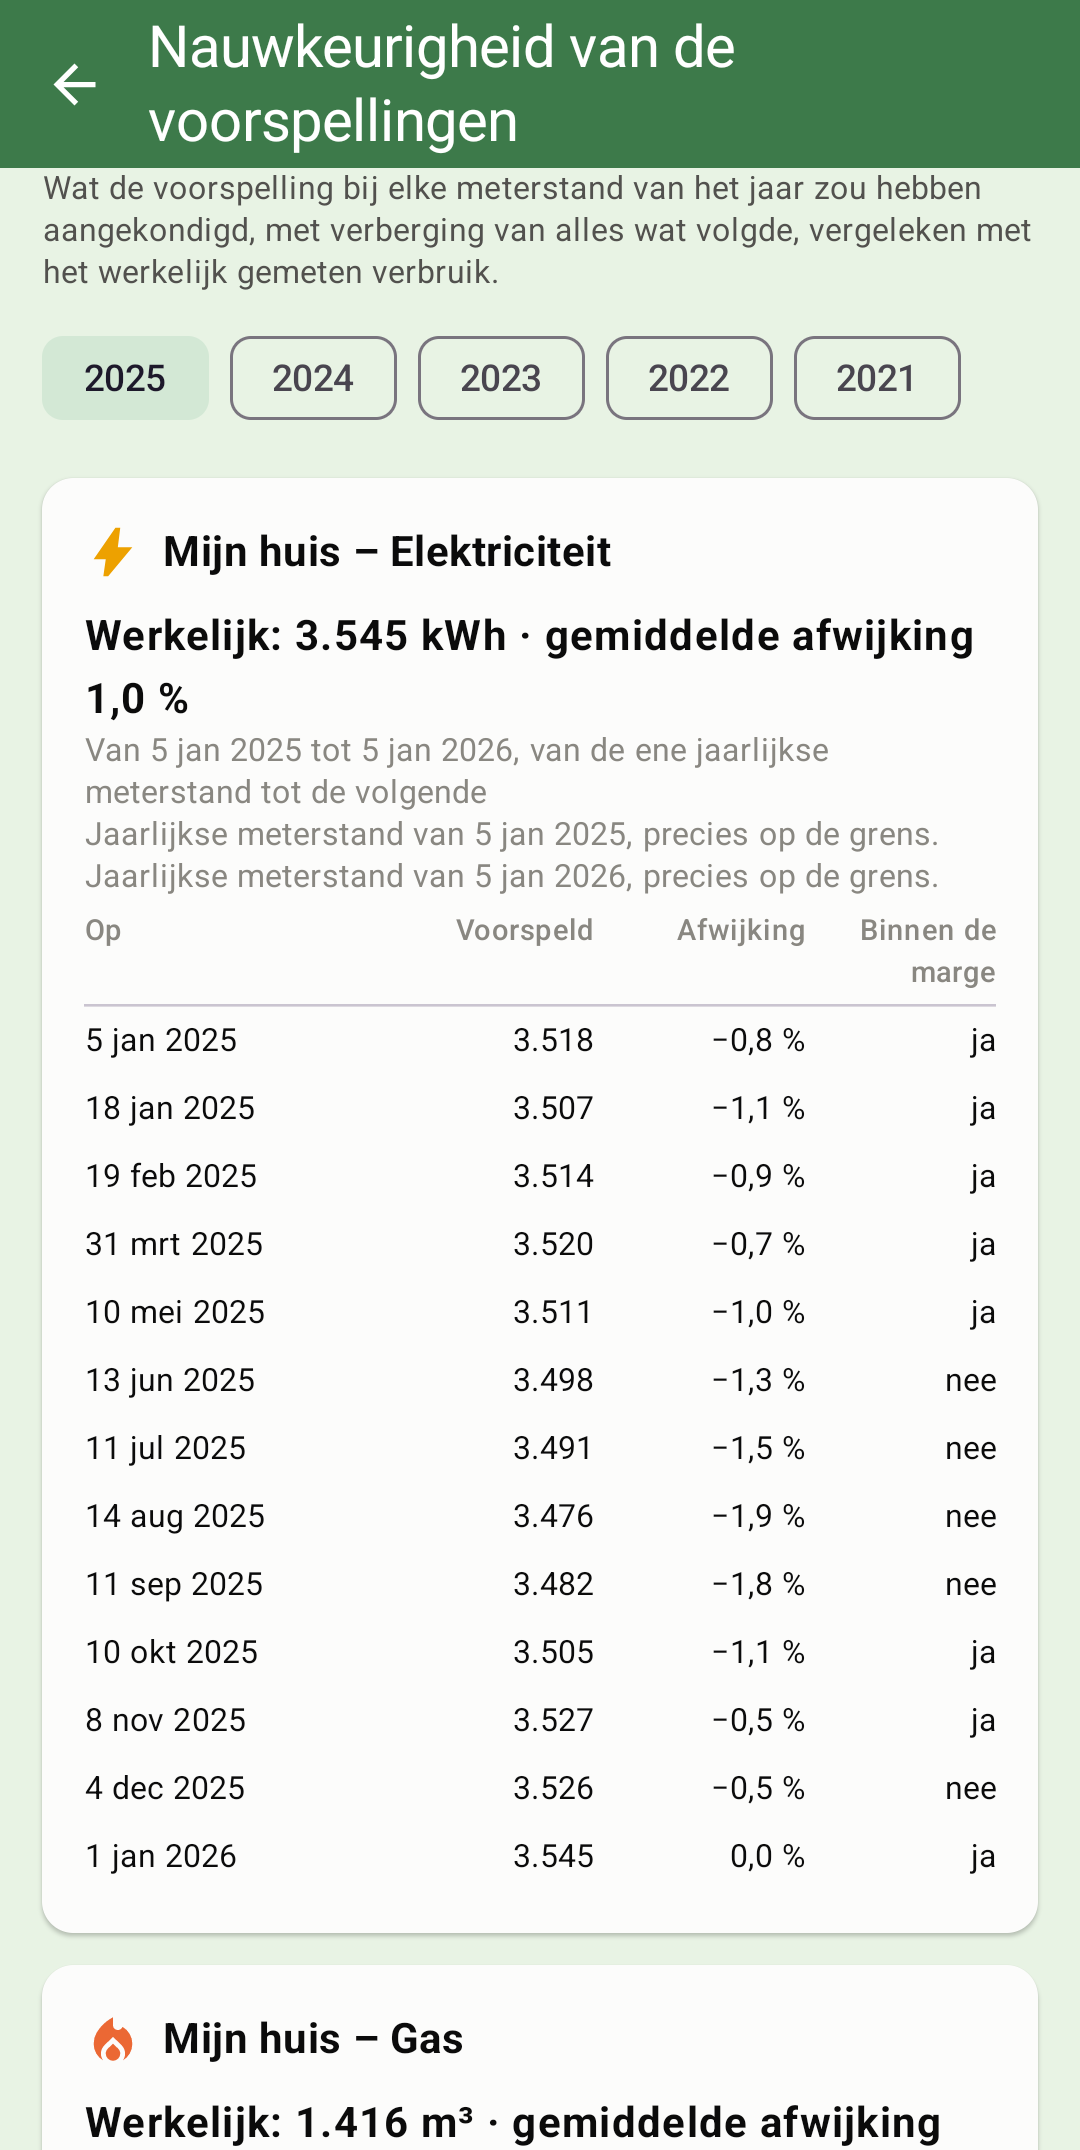 Nauwkeurigheid van de
voorspellingen
Wat de voorspelling bij elke meterstand van het jaar zou hebben
aangekondigd, met verberging van alles wat volgde, vergeleken met
het werkelijk gemeten verbruik.
2025 2024 2023 2022 2021
Mijn huis – Elektriciteit
Werkelijk: 3.545 kWh · gemiddelde afwijking
1,0 %
Van 5 jan 2025 tot 5 jan 2026, van de ene jaarlijkse
meterstand tot de volgende
Jaarlijkse meterstand van 5 jan 2025, precies op de grens.
Jaarlijkse meterstand van 5 jan 2026, precies op de grens.
Op Voorspeld Afwijking Binnen de
marge
5 jan 2025 3.518 −0,8 % ja
18 jan 2025 3.507 −1,1 % ja
19 feb 2025 3.514 −0,9 % ja
31 mrt 2025 3.520 −0,7 % ja
10 mei 2025 3.511 −1,0 % ja
13 jun 2025 3.498 −1,3 % nee
11 jul 2025 3.491 −1,5 % nee
14 aug 2025 3.476 −1,9 % nee
11 sep 2025 3.482 −1,8 % nee
10 okt 2025 3.505 −1,1 % ja
8 nov 2025 3.527 −0,5 % ja
4 dec 2025 3.526 −0,5 % nee
1 jan 2026 3.545 0,0 % ja
Mijn huis – Gas
Werkelijk: 1.416 m³ · gemiddelde afwijking